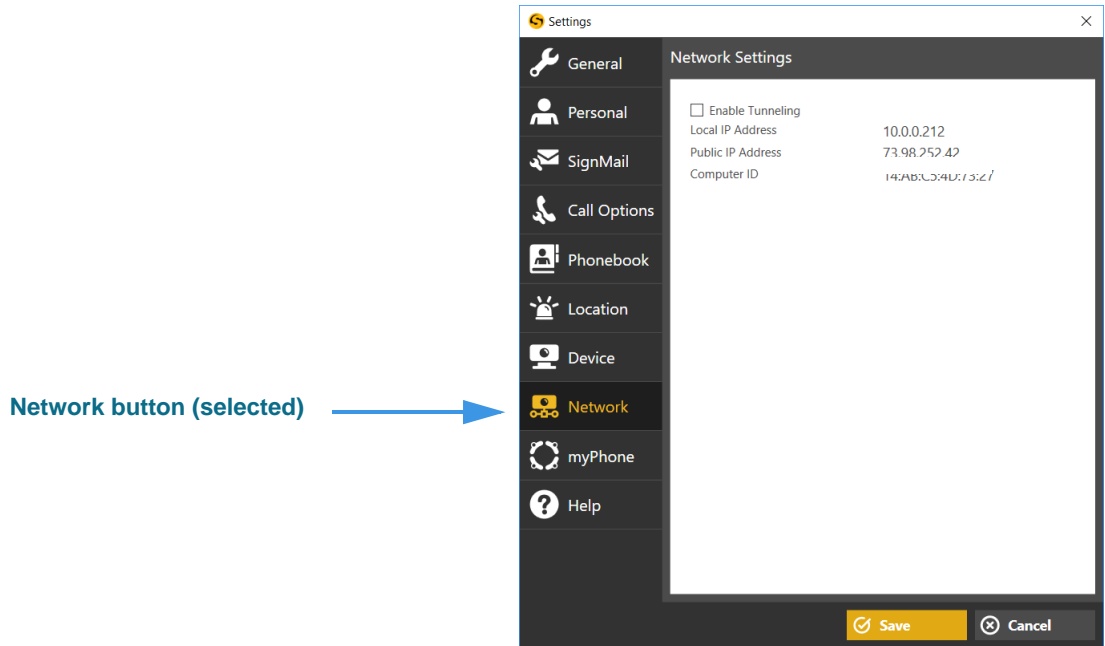 Settings
General
Network Settings
Personal
Enable Tunneling
Local IP Address 10.0.0.212
Public IP Address 73.98.252.42
Computer ID 14:AB:C5:4D:73:27
SignMail
Call Options
Phonebook
Location
Device
Network button (selected)
Network
myPhone
Help
Save
Cancel